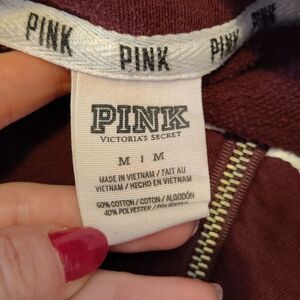 PINK PINK PINK
PINK
VICTORIA'S SECRET
M | M
MADE IN VIETNAM / FAIT AU
VIETNAM / HECHO EN VIETNAM
60% COTTON / COTON / ALGODÓN
40% POLYESTER / POLIÉSTER